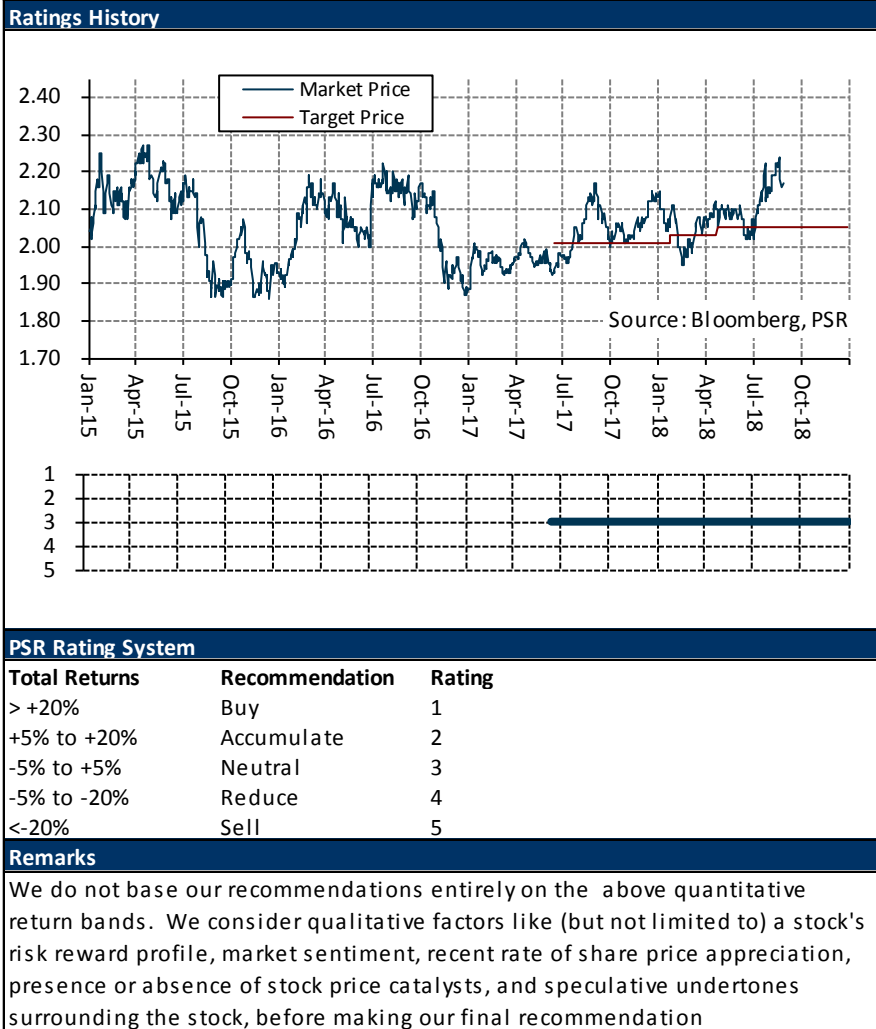 Ratings History
Market Price
Target Price
2.40
2.30
2.20
2.10
2.00
1.90
1.80
1.70
Source: Bloomberg, PSR
Jan-15 Apr-15 Jul-15 Oct-15 Jan-16 Apr-16 Jul-16 Oct-16 Jan-17 Apr-17 Jul-17 Oct-17 Jan-18 Apr-18 Jul-18 Oct-18
1
2
3
4
5
PSR Rating System
Total Returns Recommendation Rating
> +20% Buy 1
+5% to +20% Accumulate 2
-5% to +5% Neutral 3
-5% to -20% Reduce 4
<-20% Sell 5
Remarks
We do not base our recommendations entirely on the above quantitative
return bands. We consider qualitative factors like (but not limited to) a stock's
risk reward profile, market sentiment, recent rate of share price appreciation,
presence or absence of stock price catalysts, and speculative undertones
surrounding the stock, before making our final recommendation